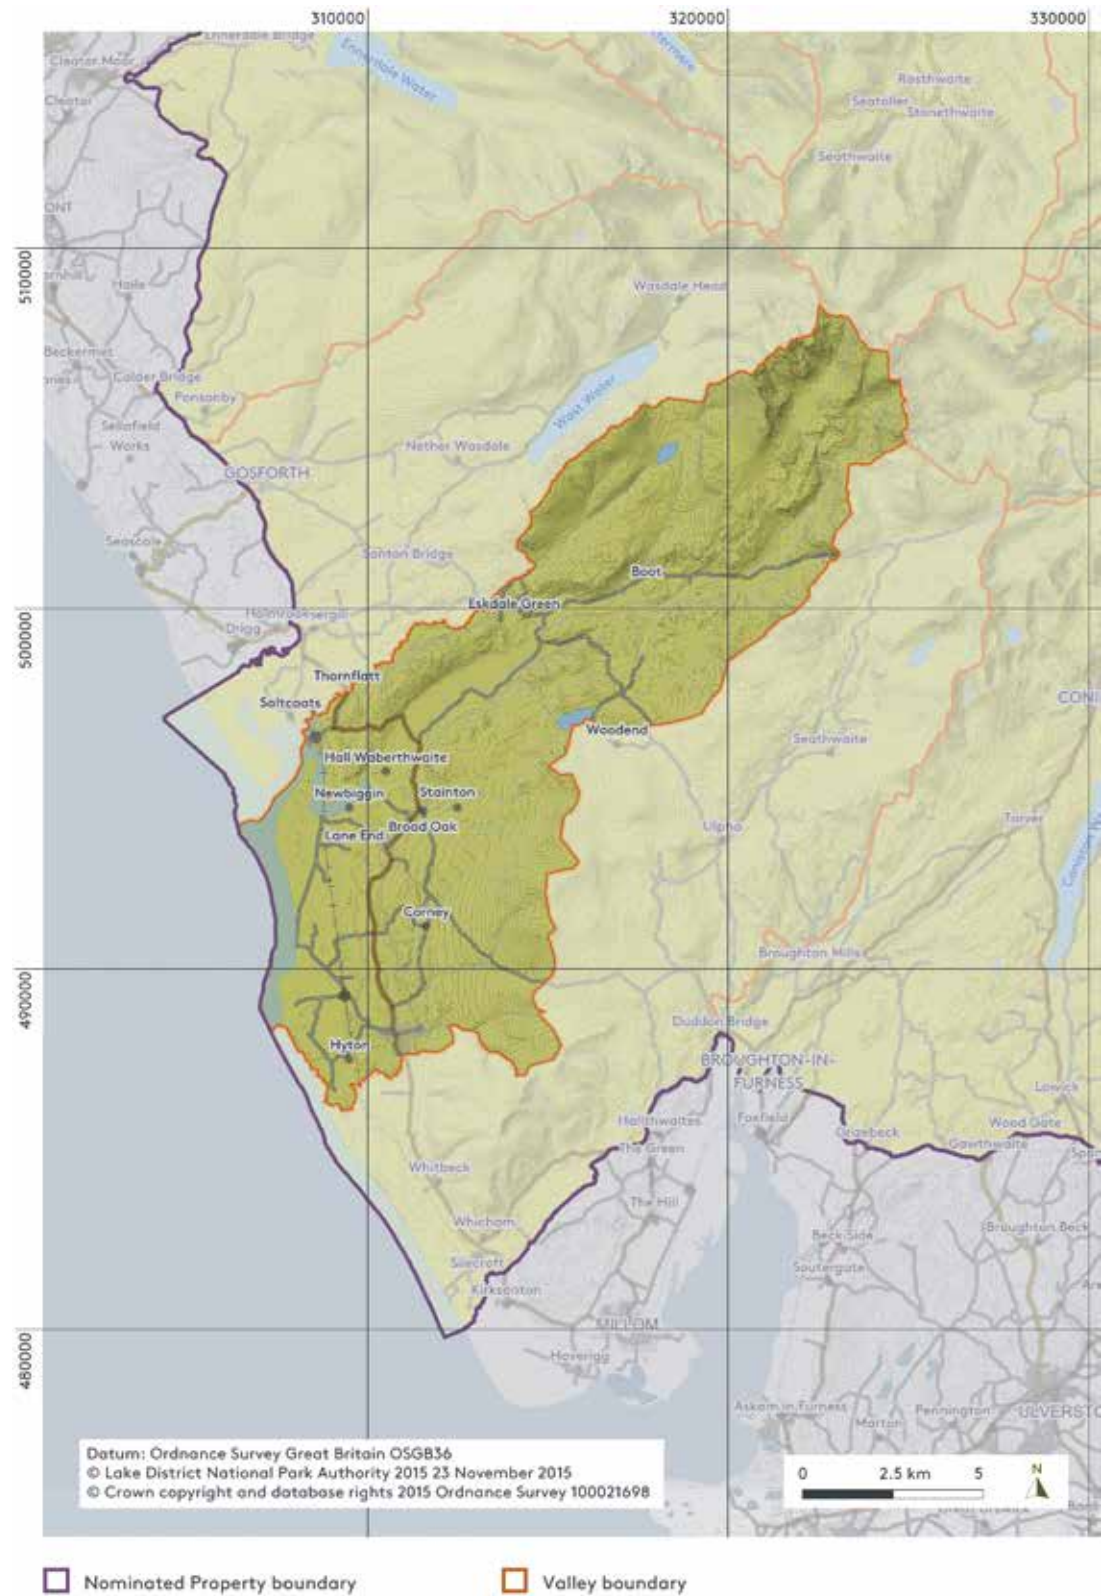 310000
320000
330000
Ennerdale Bridge
Cleator Moor
Ennerdale Water
Cleator
Rosthwaite
Seatoller
Stonethwaite
Seathwaite
510000
Haile
Wasdale Head
Beckermet
Calder Bridge
Ponsonby
Wast Water
Sellafield
Works
Nether Wasdale
GOSFORTH
Seascale
Santon Bridge
Boot
Eskdale Green
500000
Drigg
Thornflatt
Saltcoats
CONI
Woodend
Seathwaite
Hall Waberthwaite
Newbiggin
Stainton
Lane End
Broad Oak
Ulpha
Torver
Corney
Broughton Mills
490000
Duddon Bridge
Hyton
BROUGHTON-IN-
FURNESS
Lowick
Hallthwaites
Foxfield
Wood Gate
Grizebeck
Gawthwaite
The Green
Whitbeck
The Hill
Whicham
Beck Side
Broughton Beck
Silecroft
Soutergate
Kirksanton
480000
MILLOM
Haverigg
Askam in Furness
Marton
Pennington
ULVERSTO
Datum: Ordnance Survey Great Britain OSGB36
© Lake District National Park Authority 2015 23 November 2015
© Crown copyright and database rights 2015 Ordnance Survey 100021698
0 2.5 km 5
N
Nominated Property boundary
Valley boundary